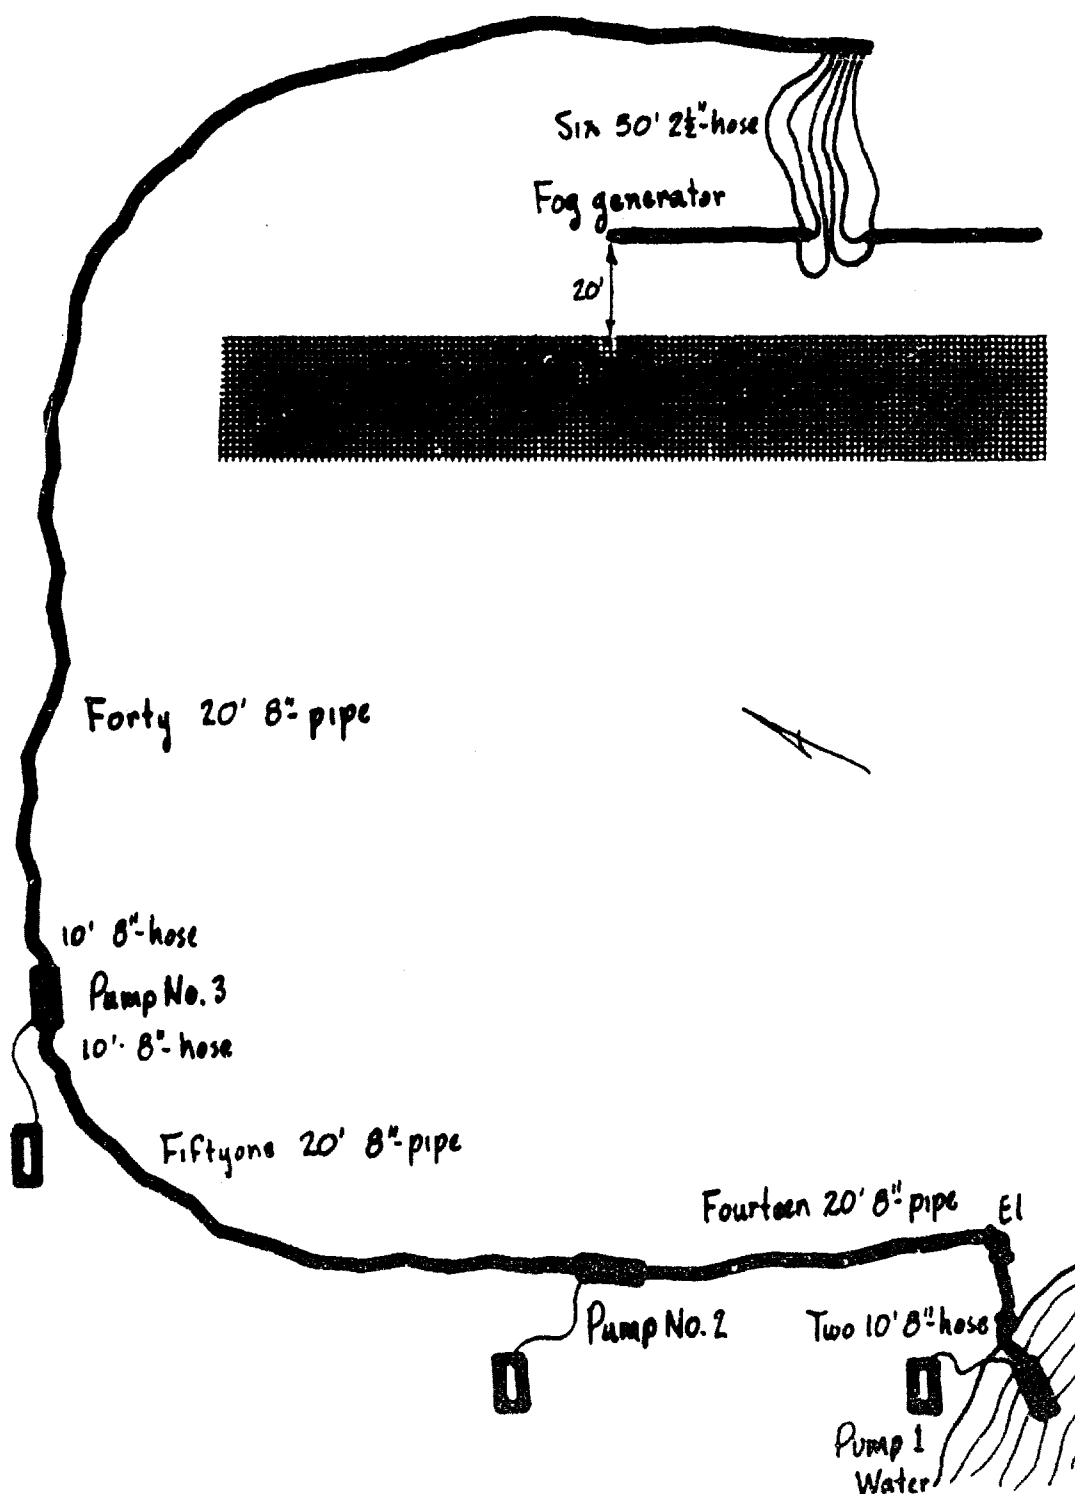 Six 50' 2½"-hose
Fog generator
20'
Forty 20' 8"-pipe
10' 8"-hose
Pump No. 3
10' 8"-hose
Fiftyone 20' 8"-pipe
Fourteen 20' 8"-pipe
El
Pump No. 2
Two 10' 8"-hose
Pump 1
Water